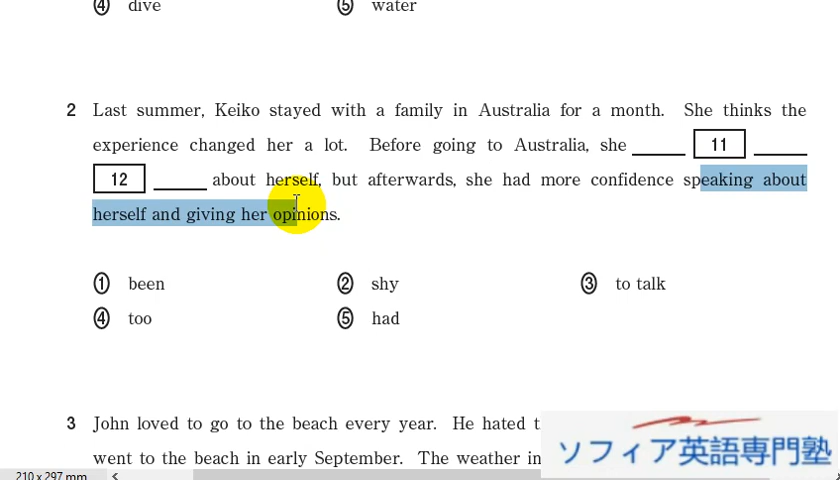 ④ dive ⑤ water
2 Last summer, Keiko stayed with a family in Australia for a month. She thinks the
experience changed her a lot. Before going to Australia, she ____ 11 ____
12 ____ about herself, but afterwards, she had more confidence speaking about
herself and giving her opinions.
① been ② shy ③ to talk
④ too ⑤ had
3 John loved to go to the beach every year. He hated t
went to the beach in early September. The weather in
ソフィア英語専門塾
210 x 297 mm